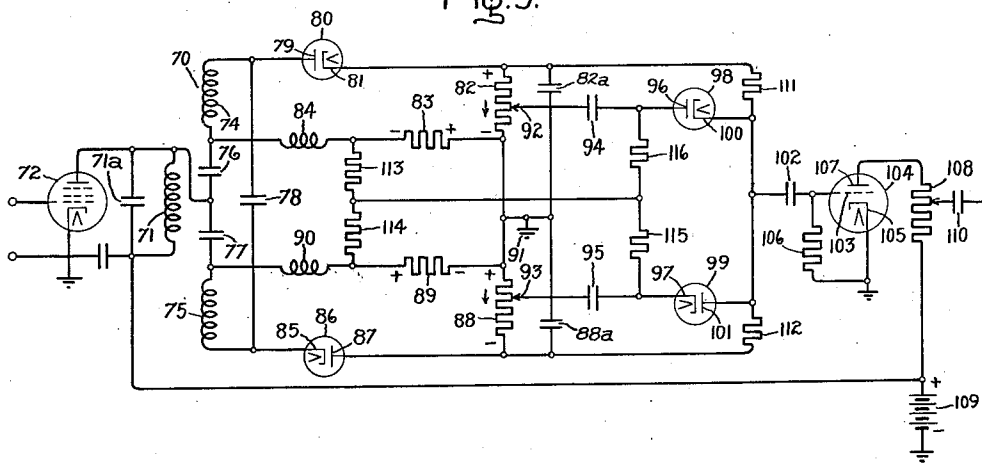 Fig.5.
80
70 79 81
82 82a 96 98 111
84 83 + -
74 - + 92 94 100
72 71a 76 113 116 102 107 104 108
71 78 91 103 105 110
77 114 115 106
90 95 97 99
75 + - + 93 101
89 88 88a 112
85 86 87 -
+
109
-